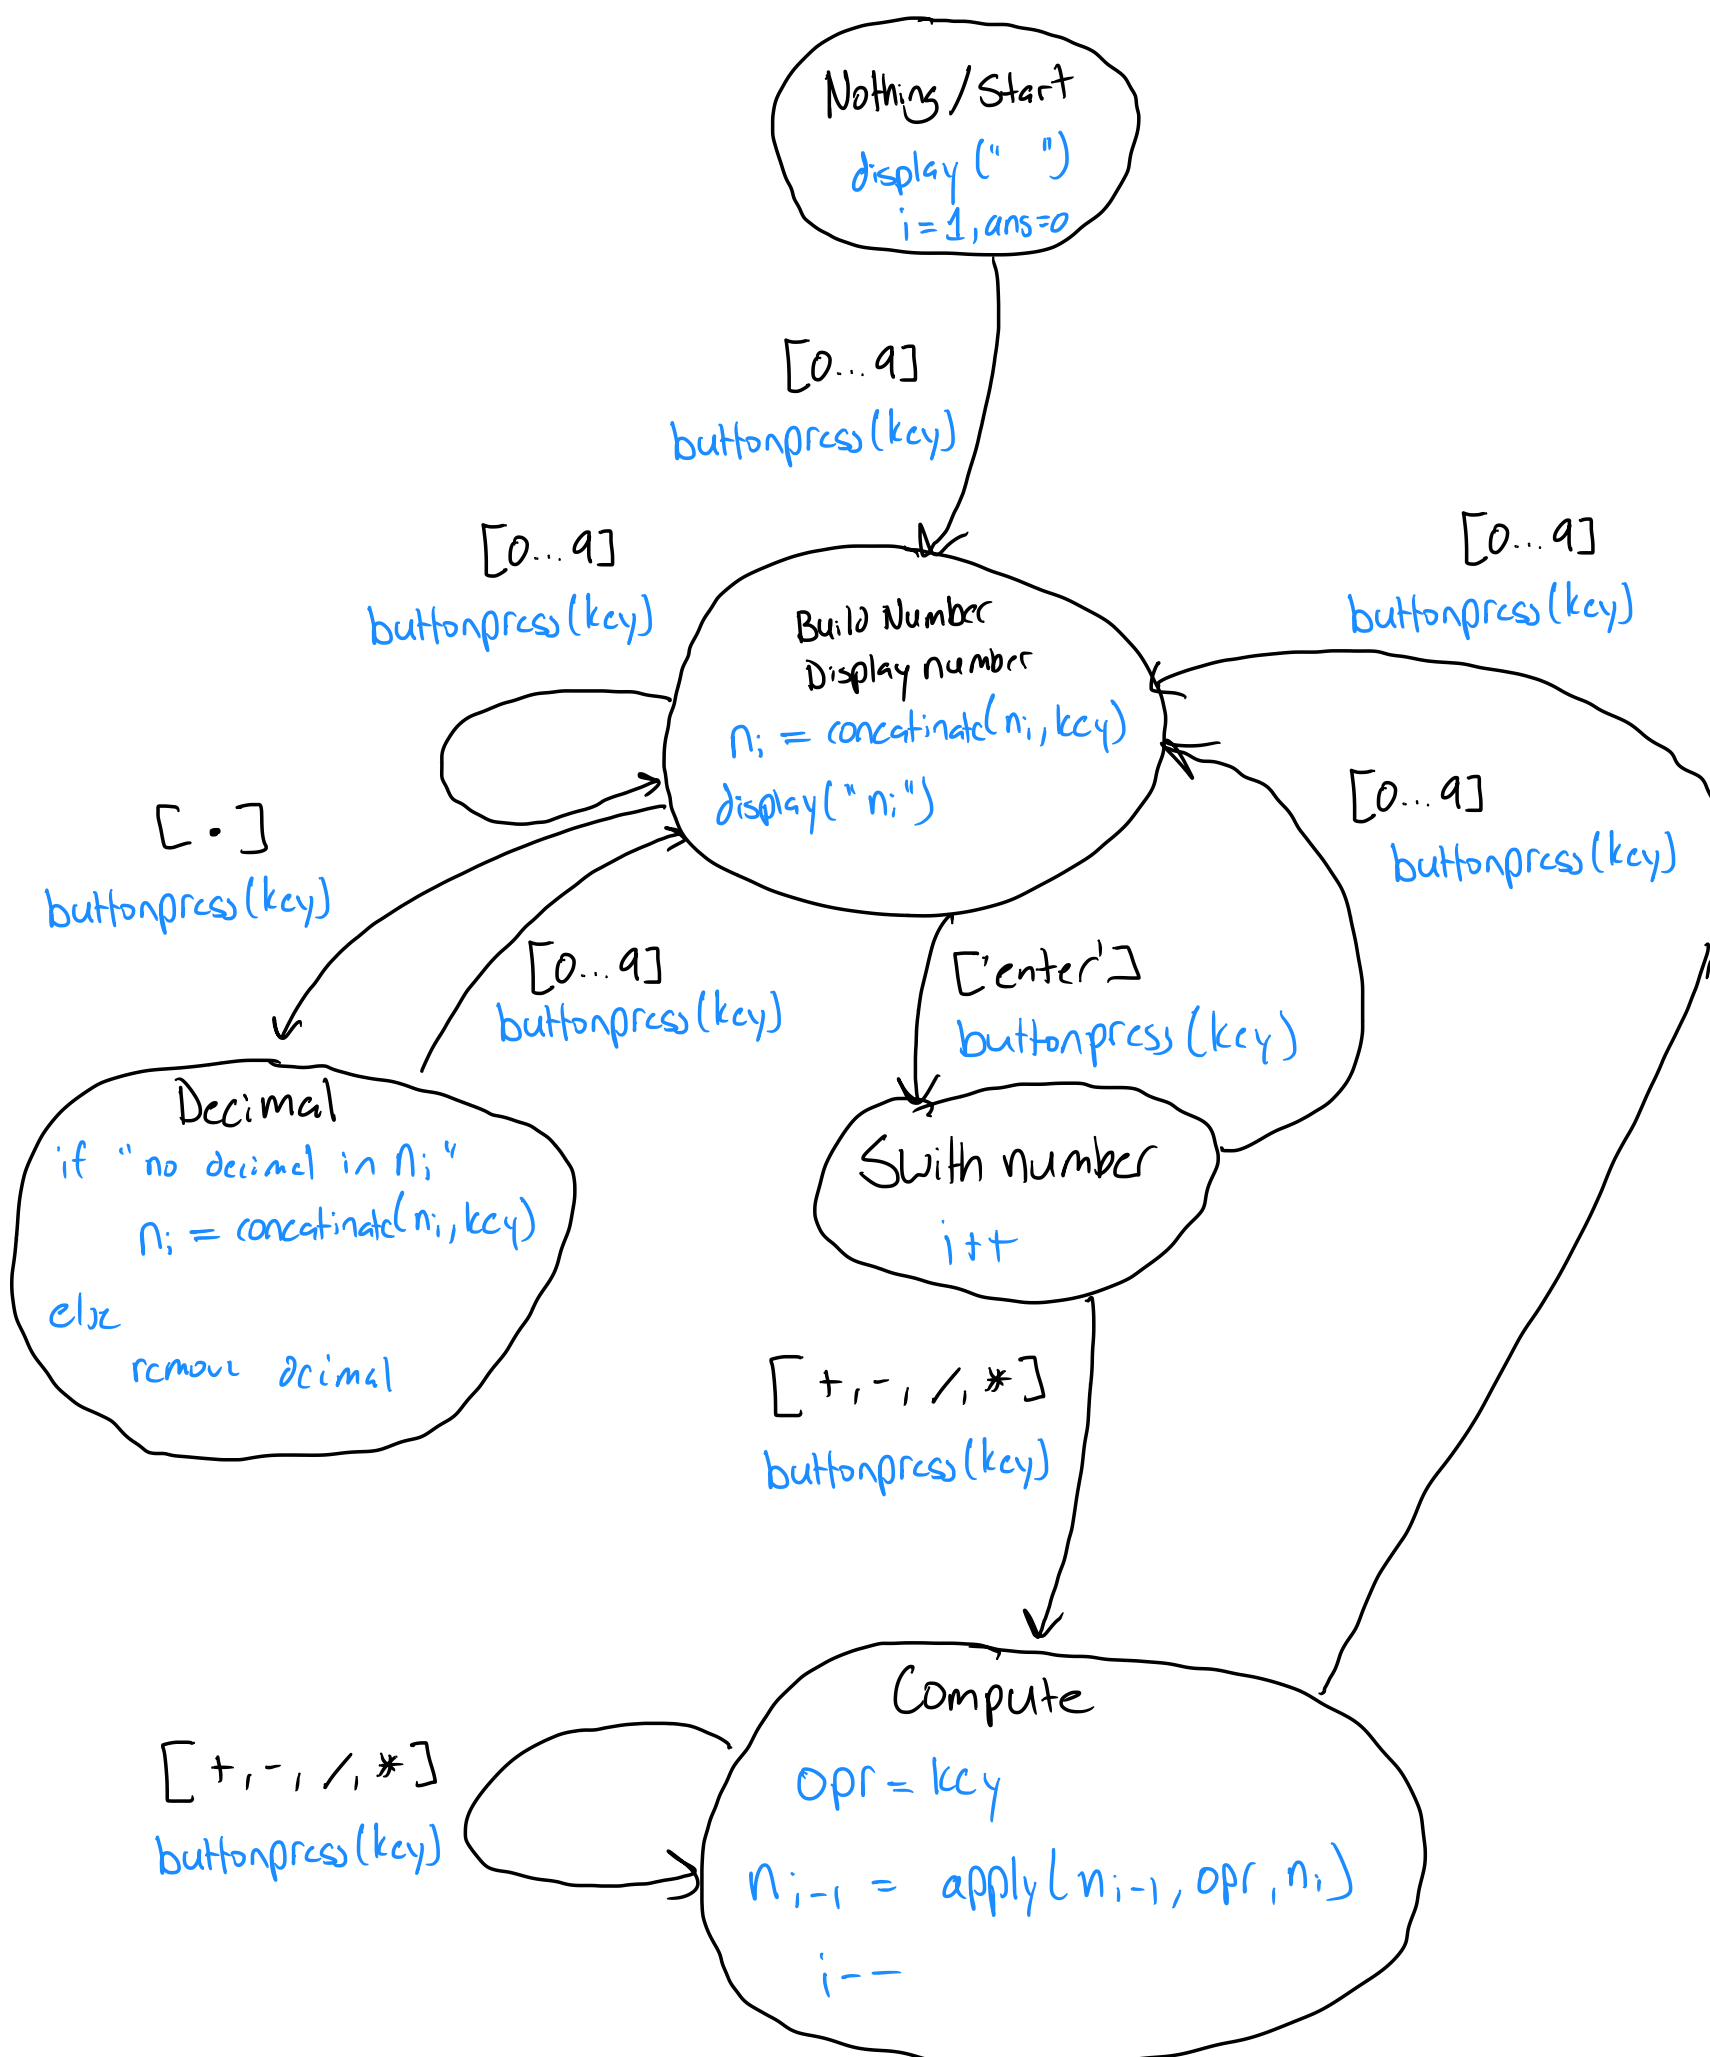 Nothing/Start
display(" ")
i=1, ans=0
[0...9]
buttonpress(key)
[0...9]
buttonpress(key)
[0...9]
buttonpress(key)
Build Number
Display number
nᵢ = concatinate(nᵢ, key)
display("nᵢ")
[0...9]
buttonpress(key)
[.]
buttonpress(key)
[0...9]
buttonpress(key)
['enter']
buttonpress(key)
Decimal
if "no decimal in nᵢ"
nᵢ = concatinate(nᵢ, key)
else
remove decimal
Swith number
i++
[+, -, /, *]
buttonpress(key)
Compute
opr = key
nᵢ₋₁ = apply(nᵢ₋₁, opr, nᵢ)
i--
[+, -, /, *]
buttonpress(key)